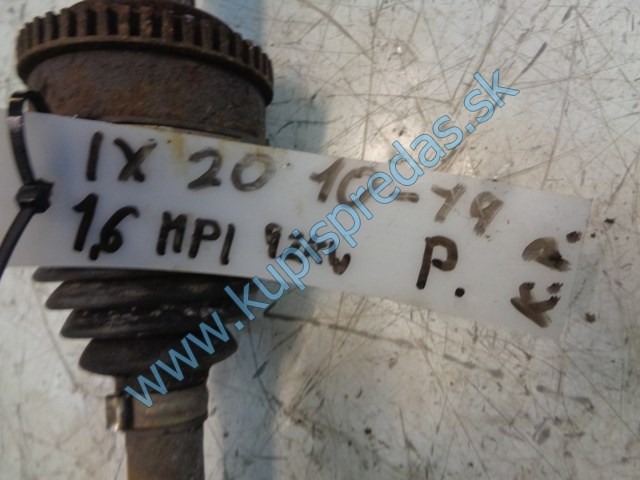 IX 20 10-19
1,6 MPI P.
K.D.
www.kupispredas.sk